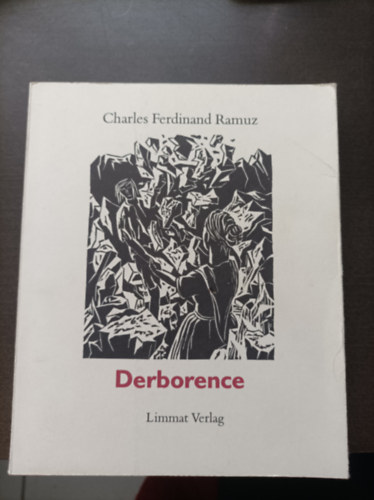 Charles Ferdinand Ramuz
Derborence
Limmat Verlag